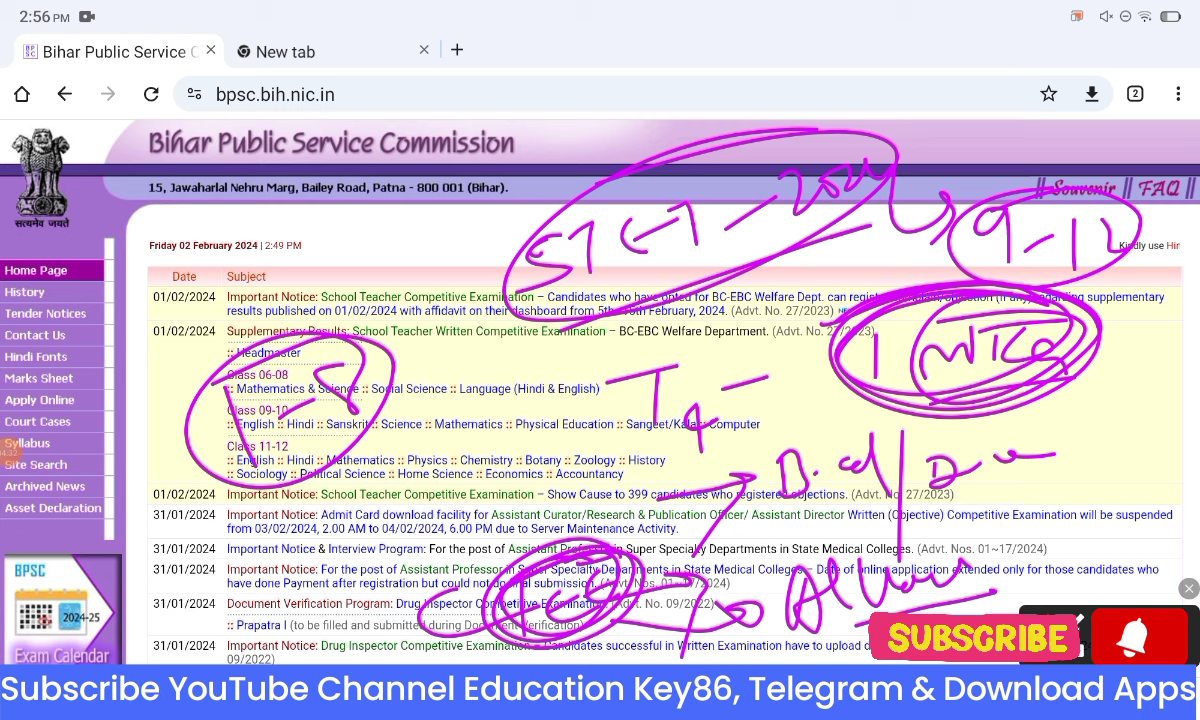 2:56 PM
Bihar Public Service C
New tab
bpsc.bih.nic.in
2
Bihar Public Service Commission
15, Jawaharlal Nehru Marg, Bailey Road, Patna - 800 001 (Bihar).
|| Souvenir || FAQ ||
सत्यमेव जयते
Friday 02 February 2024 | 2:49 PM
Kindly use Hin
Home Page
History
Tender Notices
Contact Us
Hindi Fonts
Marks Sheet
Apply Online
Court Cases
Syllabus
Site Search
Archived News
Asset Declaration
BPSC
2024-25
Exam Calendar
Date Subject
01/02/2024 Important Notice: School Teacher Competitive Examination – Candidates who have opted for BC-EBC Welfare Dept. can regarding supplementary
results published on 01/02/2024 with affidavit on their dashboard from 5th February, 2024. (Advt. No. 27/2023)
01/02/2024 Supplementary Results: School Teacher Written Competitive Examination – BC-EBC Welfare Department. (Advt. No. 27/2023)
:: Headmaster
Class 06-08
:: Mathematics & Science :: Social Science :: Language (Hindi & English)
Class 09-10
:: English :: Hindi :: Sanskrit :: Science :: Mathematics :: Physical Education :: Sangeet/Kala :: Computer
Class 11-12
:: English :: Hindi :: Mathematics :: Physics :: Chemistry :: Botany :: Zoology :: History
:: Sociology :: Political Science :: Home Science :: Economics :: Accountancy
01/02/2024 Important Notice: School Teacher Competitive Examination – Show Cause to 399 candidates who registered objections. (Advt. No. 27/2023)
31/01/2024 Important Notice: Admit Card download facility for Assistant Curator/Research & Publication Officer/ Assistant Director Written (Objective) Competitive Examination will be suspended
from 03/02/2024, 2.00 AM to 04/02/2024, 6.00 PM due to Server Maintenance Activity.
31/01/2024 Important Notice & Interview Program: For the post of Assistant Professor in Super Specialty Departments in State Medical Colleges. (Advt. Nos. 01~17/2024)
31/01/2024 Important Notice: For the post of Assistant Professor in Super Specialty Departments in State Medical Colleges – Date of online application extended only for those candidates who
have done Payment after registration but could not do final submission. (Advt. Nos. 01~17/2024)
31/01/2024 Document Verification Program: Drug Inspector Competitive Examination. (Advt. No. 09/2022)
:: Prapatra I (to be filled and submitted during Document Verification)
31/01/2024 Important Notice: Drug Inspector Competitive Examination – Candidates successful in Written Examination have to upload
09/2022)
2024
9-12
1
1-8
SUBSCRIBE
Subscribe YouTube Channel Education Key86, Telegram & Download Apps